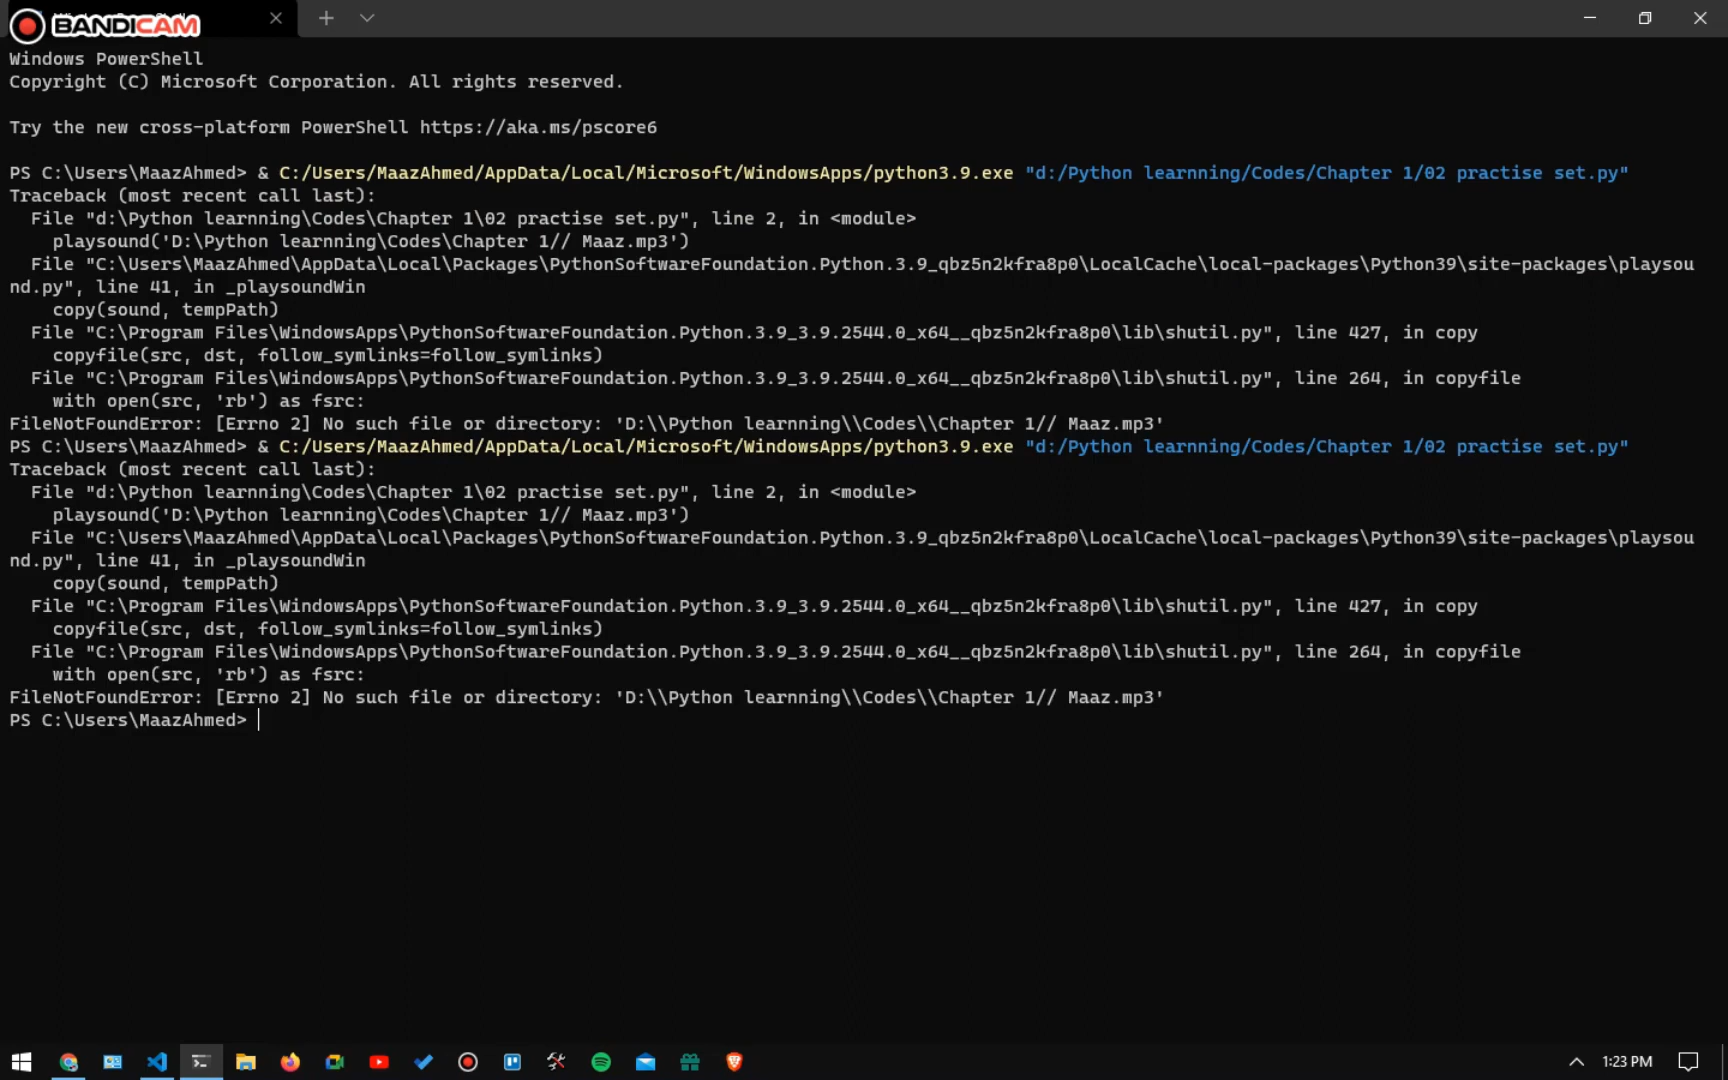 BANDICAM
Windows PowerShell
Copyright (C) Microsoft Corporation. All rights reserved.
Try the new cross-platform PowerShell https://aka.ms/pscore6
PS C:\Users\MaazAhmed> & C:/Users/MaazAhmed/AppData/Local/Microsoft/WindowsApps/python3.9.exe "d:/Python learnning/Codes/Chapter 1/02 practise set.py"
Traceback (most recent call last):
  File "d:\Python learnning\Codes\Chapter 1\02 practise set.py", line 2, in <module>
    playsound('D:\Python learnning\Codes\Chapter 1// Maaz.mp3')
  File "C:\Users\MaazAhmed\AppData\Local\Packages\PythonSoftwareFoundation.Python.3.9_qbz5n2kfra8p0\LocalCache\local-packages\Python39\site-packages\playsou
nd.py", line 41, in _playsoundWin
    copy(sound, tempPath)
  File "C:\Program Files\WindowsApps\PythonSoftwareFoundation.Python.3.9_3.9.2544.0_x64__qbz5n2kfra8p0\lib\shutil.py", line 427, in copy
    copyfile(src, dst, follow_symlinks=follow_symlinks)
  File "C:\Program Files\WindowsApps\PythonSoftwareFoundation.Python.3.9_3.9.2544.0_x64__qbz5n2kfra8p0\lib\shutil.py", line 264, in copyfile
    with open(src, 'rb') as fsrc:
FileNotFoundError: [Errno 2] No such file or directory: 'D:\\Python learnning\\Codes\\Chapter 1// Maaz.mp3'
PS C:\Users\MaazAhmed> & C:/Users/MaazAhmed/AppData/Local/Microsoft/WindowsApps/python3.9.exe "d:/Python learnning/Codes/Chapter 1/02 practise set.py"
Traceback (most recent call last):
  File "d:\Python learnning\Codes\Chapter 1\02 practise set.py", line 2, in <module>
    playsound('D:\Python learnning\Codes\Chapter 1// Maaz.mp3')
  File "C:\Users\MaazAhmed\AppData\Local\Packages\PythonSoftwareFoundation.Python.3.9_qbz5n2kfra8p0\LocalCache\local-packages\Python39\site-packages\playsou
nd.py", line 41, in _playsoundWin
    copy(sound, tempPath)
  File "C:\Program Files\WindowsApps\PythonSoftwareFoundation.Python.3.9_3.9.2544.0_x64__qbz5n2kfra8p0\lib\shutil.py", line 427, in copy
    copyfile(src, dst, follow_symlinks=follow_symlinks)
  File "C:\Program Files\WindowsApps\PythonSoftwareFoundation.Python.3.9_3.9.2544.0_x64__qbz5n2kfra8p0\lib\shutil.py", line 264, in copyfile
    with open(src, 'rb') as fsrc:
FileNotFoundError: [Errno 2] No such file or directory: 'D:\\Python learnning\\Codes\\Chapter 1// Maaz.mp3'
PS C:\Users\MaazAhmed>
1:23 PM